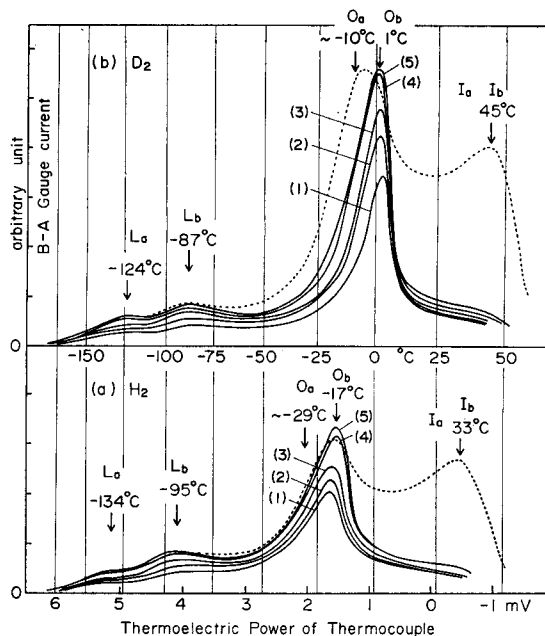 Oa Ob
~-10°C 1°C
(b) D2
(5)
(4)
Ia Ib
45°C
(3)
(2)
(1)
La
-124°C
Lb
-87°C
arbitrary unit
B-A Gauge current
0
-150 -100 -75 -50 -25 0 °C 25 50
(a) H2
Oa Ob
~-29°C -17°C
(5)
(4)
Ia Ib
33°C
(3)
(2)
(1)
La
-134°C
Lb
-95°C
0
6 5 4 3 2 1 0 -1 mV
Thermoelectric Power of Thermocouple